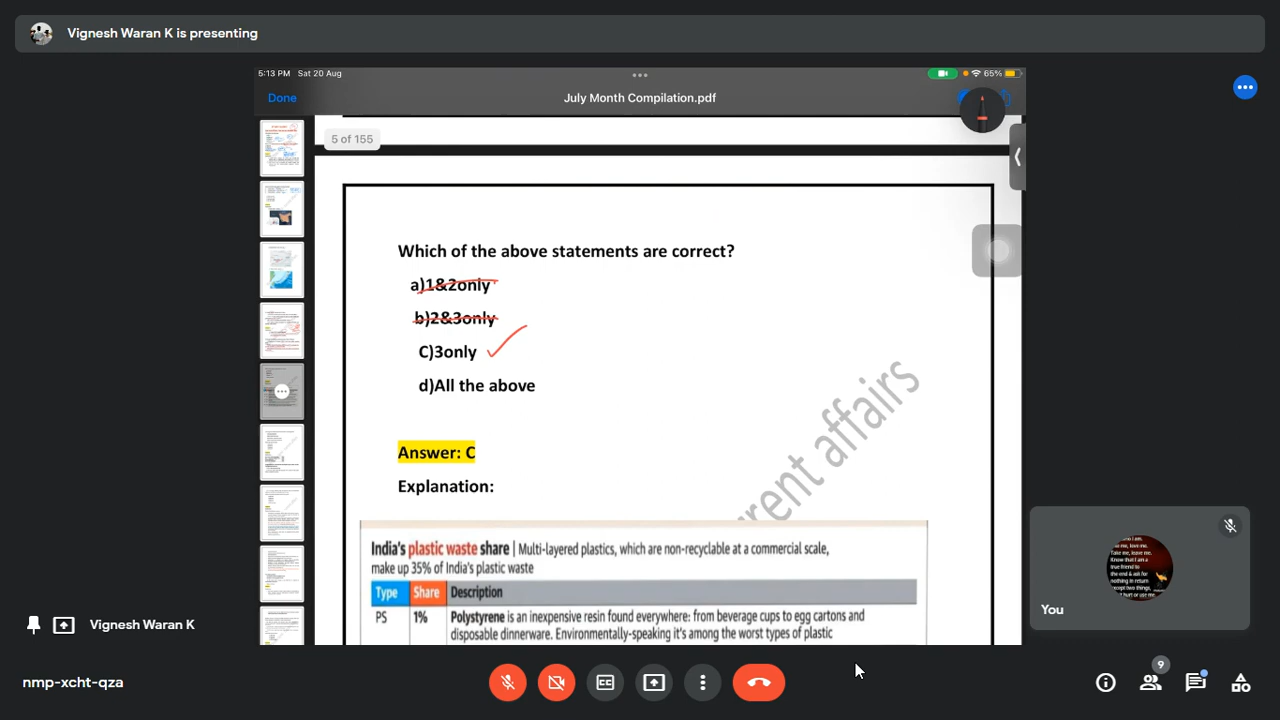 Vignesh Waran K is presenting
5:13 PM Sat 20 Aug
65%
Done
July Month Compilation.pdf
5 of 155
Which of the above statements are correct?
a)1&2only
b)2&3only
C)3only
d)All the above
Answer: C
Explanation:
rent affairs
India's plastic waste share | Multi-layered plastics, which are non-recyclable at a commercial scale,
make up 35% of India's plastic waste
Type Share Description
PS 1% Polystyrene is an inexpensive resin found everywhere: from beverage cups to egg cartons and
disposable dinnerware. Environmentally-speaking it's among the worst types of plastic
You
Vignesh Waran K
nmp-xcht-qza
9